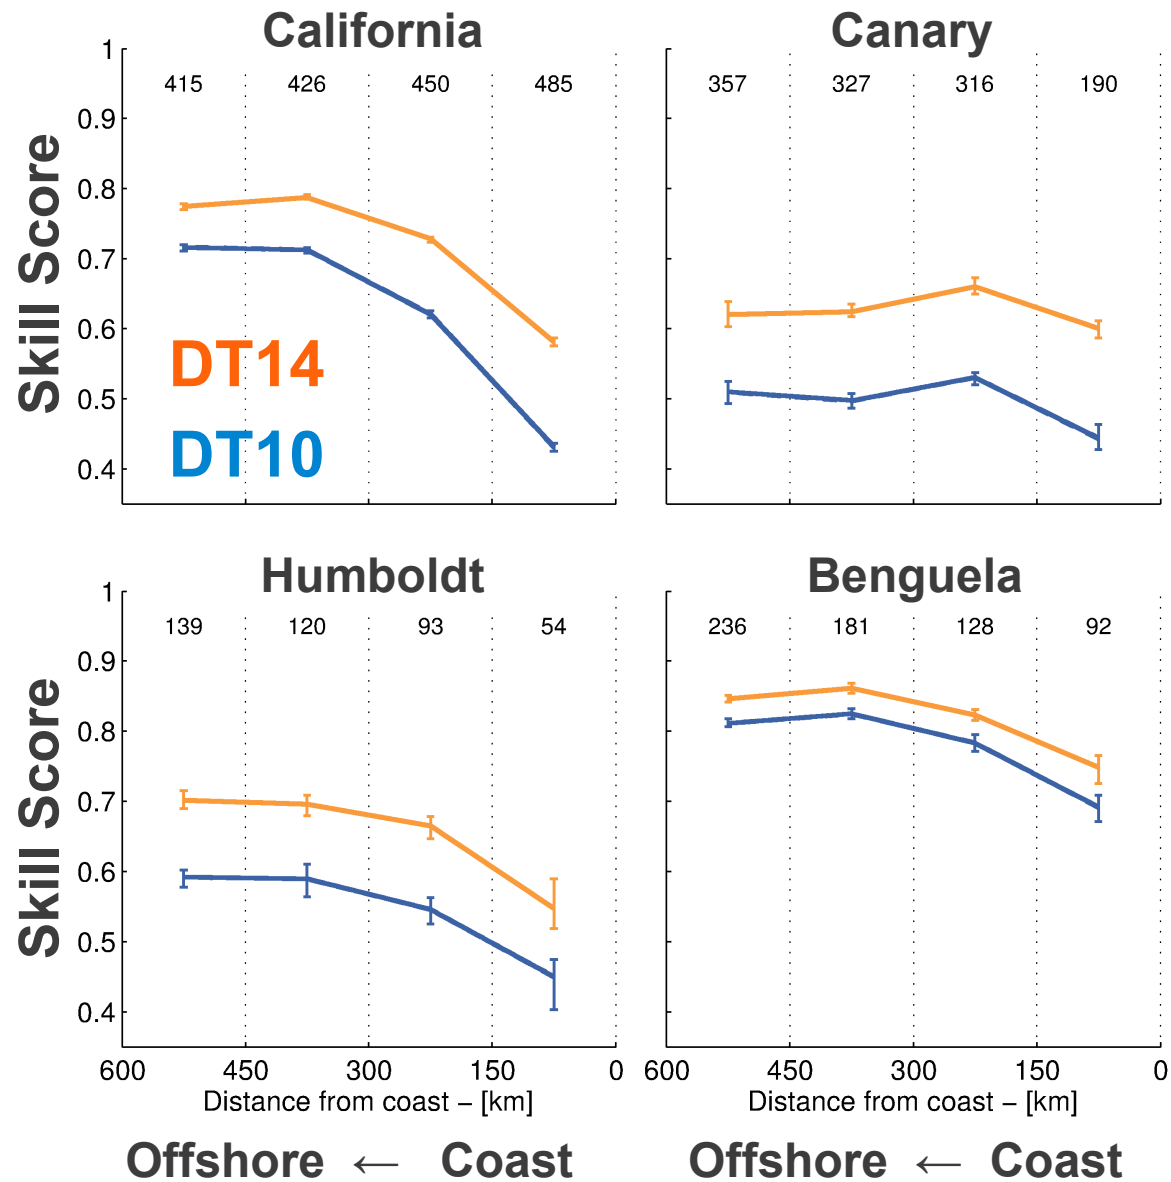 California
Canary
Skill Score
1
0.9
0.8
0.7
0.6
0.5
0.4
415 426 450 485
357 327 316 190
DT14
DT10
Humboldt
Benguela
Skill Score
1
0.9
0.8
0.7
0.6
0.5
0.4
139 120 93 54
236 181 128 92
600 450 300 150 0
600 450 300 150 0
Distance from coast – [km]
Distance from coast – [km]
Offshore ← Coast
Offshore ← Coast